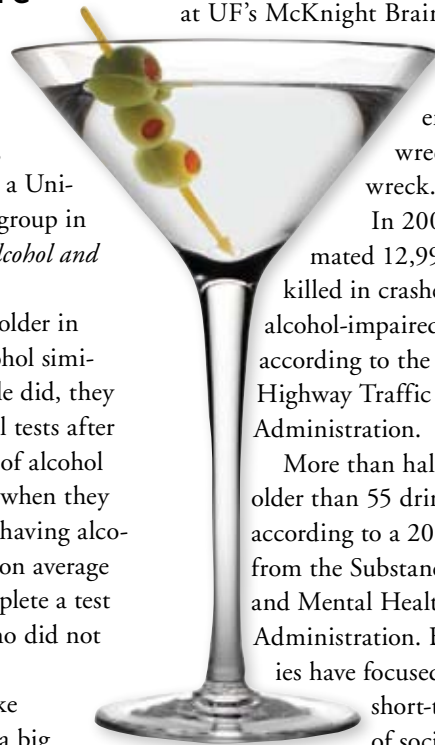 a Uni-
group in
lcohol and
older in
ohol simi-
le did, they
l tests after
of alcohol
when they
having alco-
on average
plete a test
did not
ke
a big
at UF's McKnight Brain
wrec
wreck.
In 200
mated 12,99
killed in crashe
alcohol-impaired
according to the
Highway Traffic
Administration.
More than hal
older than 55 drin
according to a 20
from the Substanc
and Mental Healt
Administration.
ies have focused
short-t
of soci